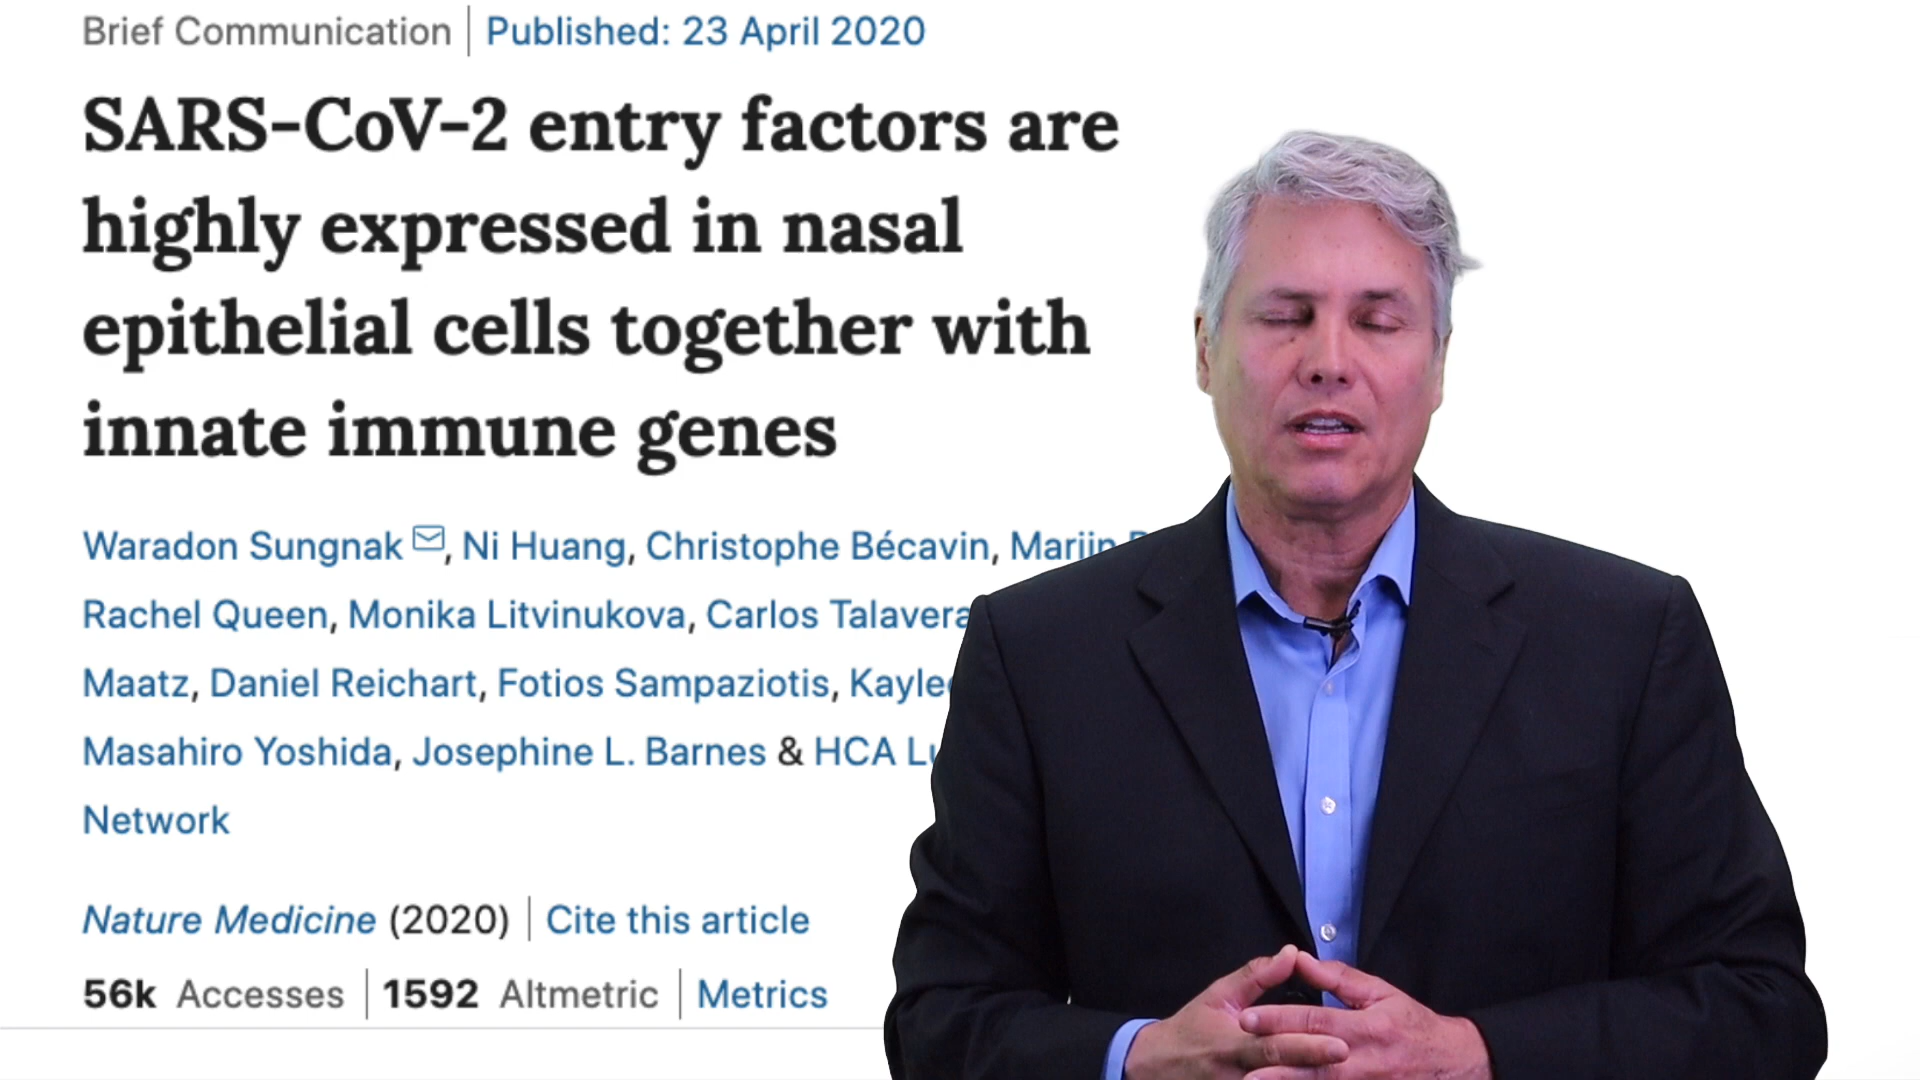 Brief Communication | Published: 23 April 2020
SARS-CoV-2 entry factors are
highly expressed in nasal
epithelial cells together with
innate immune genes
Waradon Sungnak, Ni Huang, Christophe Bécavin,
Rachel Queen, Monika Litvinukova, Carlos Talavera
Maatz, Daniel Reichart, Fotios Sampaziotis,
Masahiro Yoshida, Josephine L. Barnes & HCA
Network
Nature Medicine (2020) | Cite this article
56k Accesses | 1592 Altmetric | Metrics